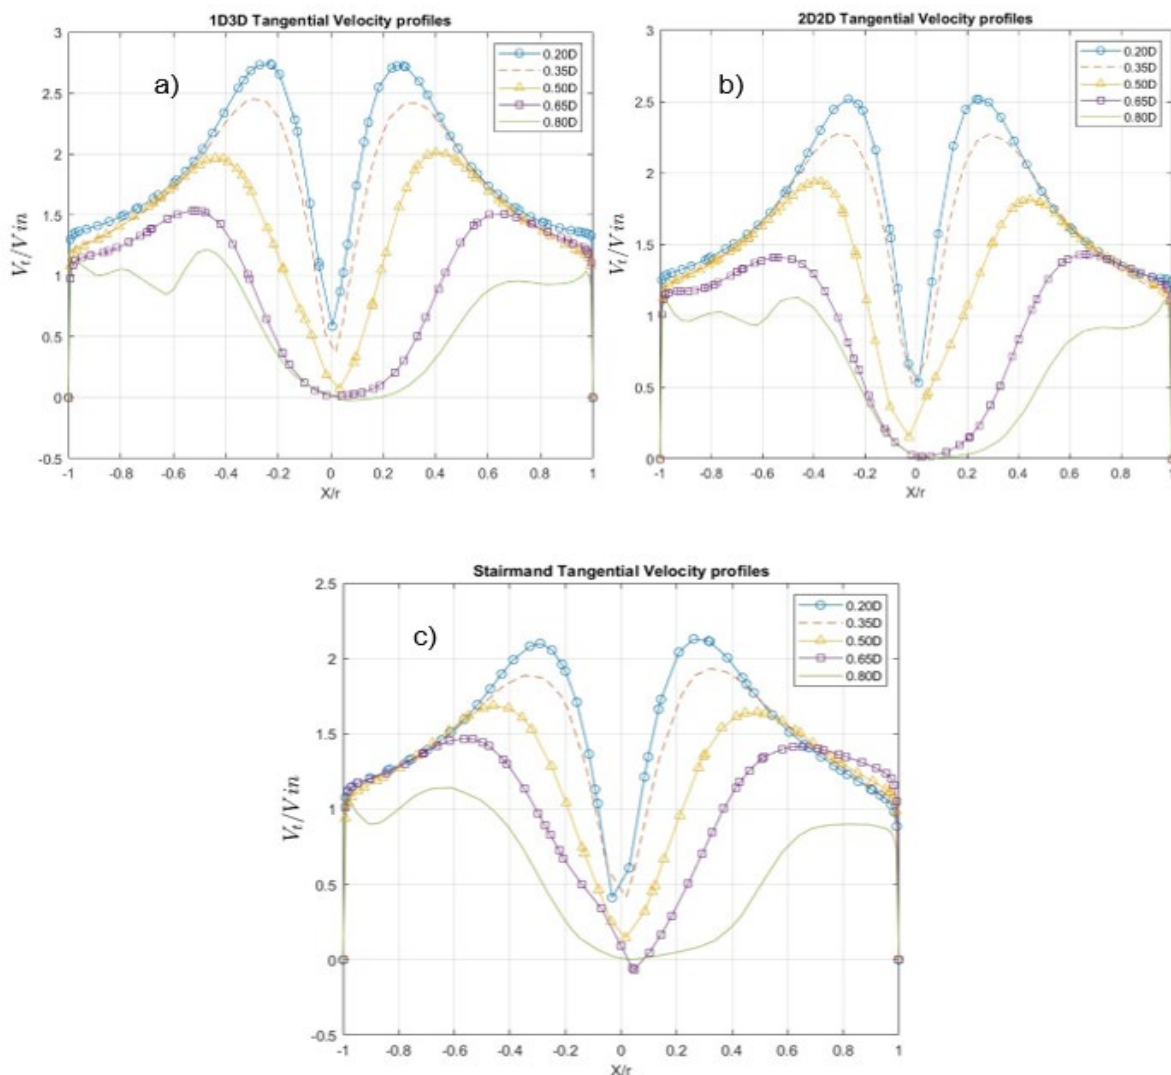 1D3D Tangential Velocity profiles
a)
0.20D
0.35D
0.50D
0.65D
0.80D
3
2.5
2
1.5
1
0.5
0
-0.5
Vt/Vin
-1 -0.8 -0.6 -0.4 -0.2 0 0.2 0.4 0.6 0.8 1
X/r
2D2D Tangential Velocity profiles
b)
0.20D
0.35D
0.50D
0.65D
0.80D
3
2.5
2
1.5
1
0.5
0
Vt/Vin
-1 -0.8 -0.6 -0.4 -0.2 0 0.2 0.4 0.6 0.8 1
X/r
Stairmand Tangential Velocity profiles
c)
0.20D
0.35D
0.50D
0.65D
0.80D
2.5
2
1.5
1
0.5
0
-0.5
Vt/Vin
-1 -0.8 -0.6 -0.4 -0.2 0 0.2 0.4 0.6 0.8 1
X/r